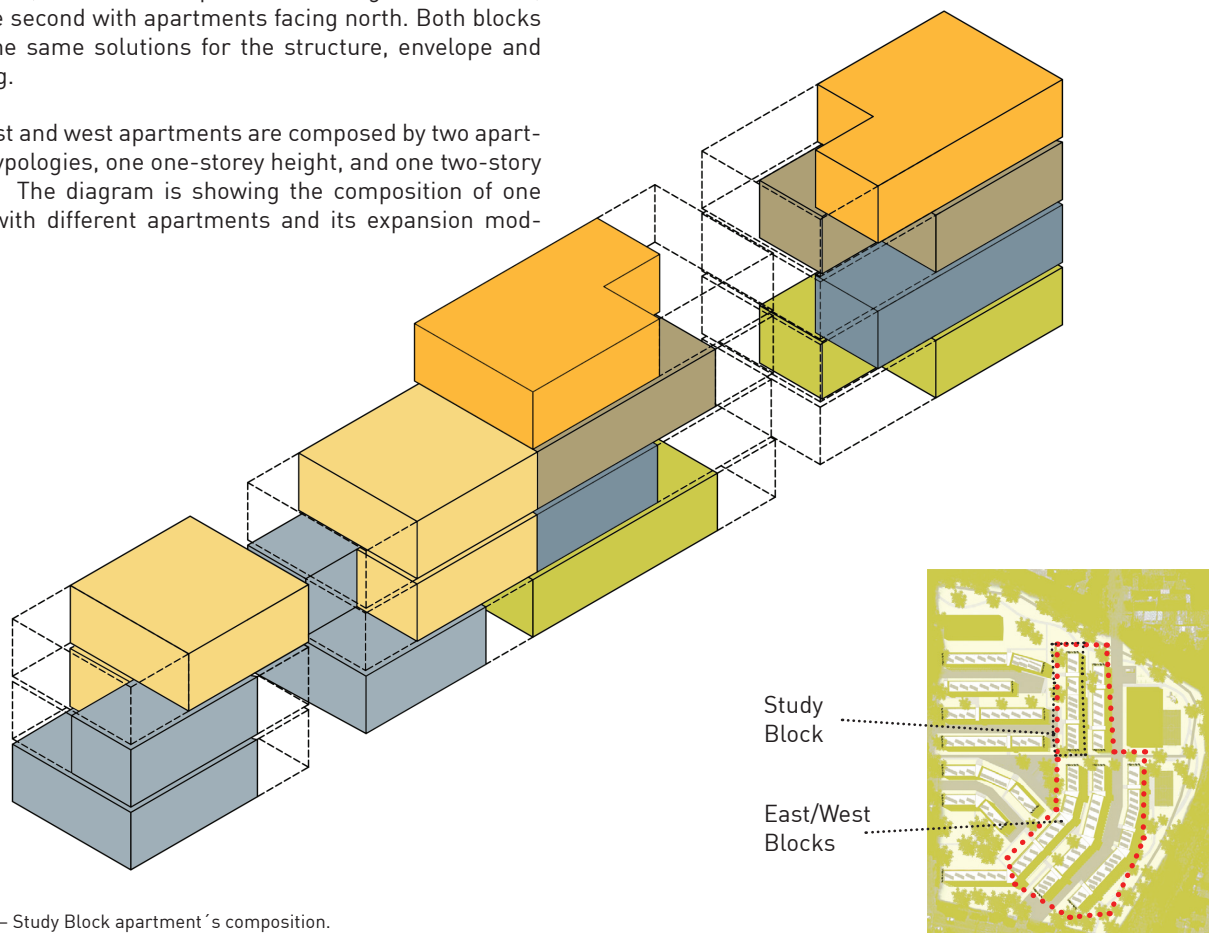 e second with apartments facing north. Both blocks
ne same solutions for the structure, envelope and
g.
st and west apartments are composed by two apart-
ypologies, one one-storey height, and one two-story
The diagram is showing the composition of one
with different apartments and its expansion mod-
Study
Block
East/West
Blocks
– Study Block apartment´s composition.